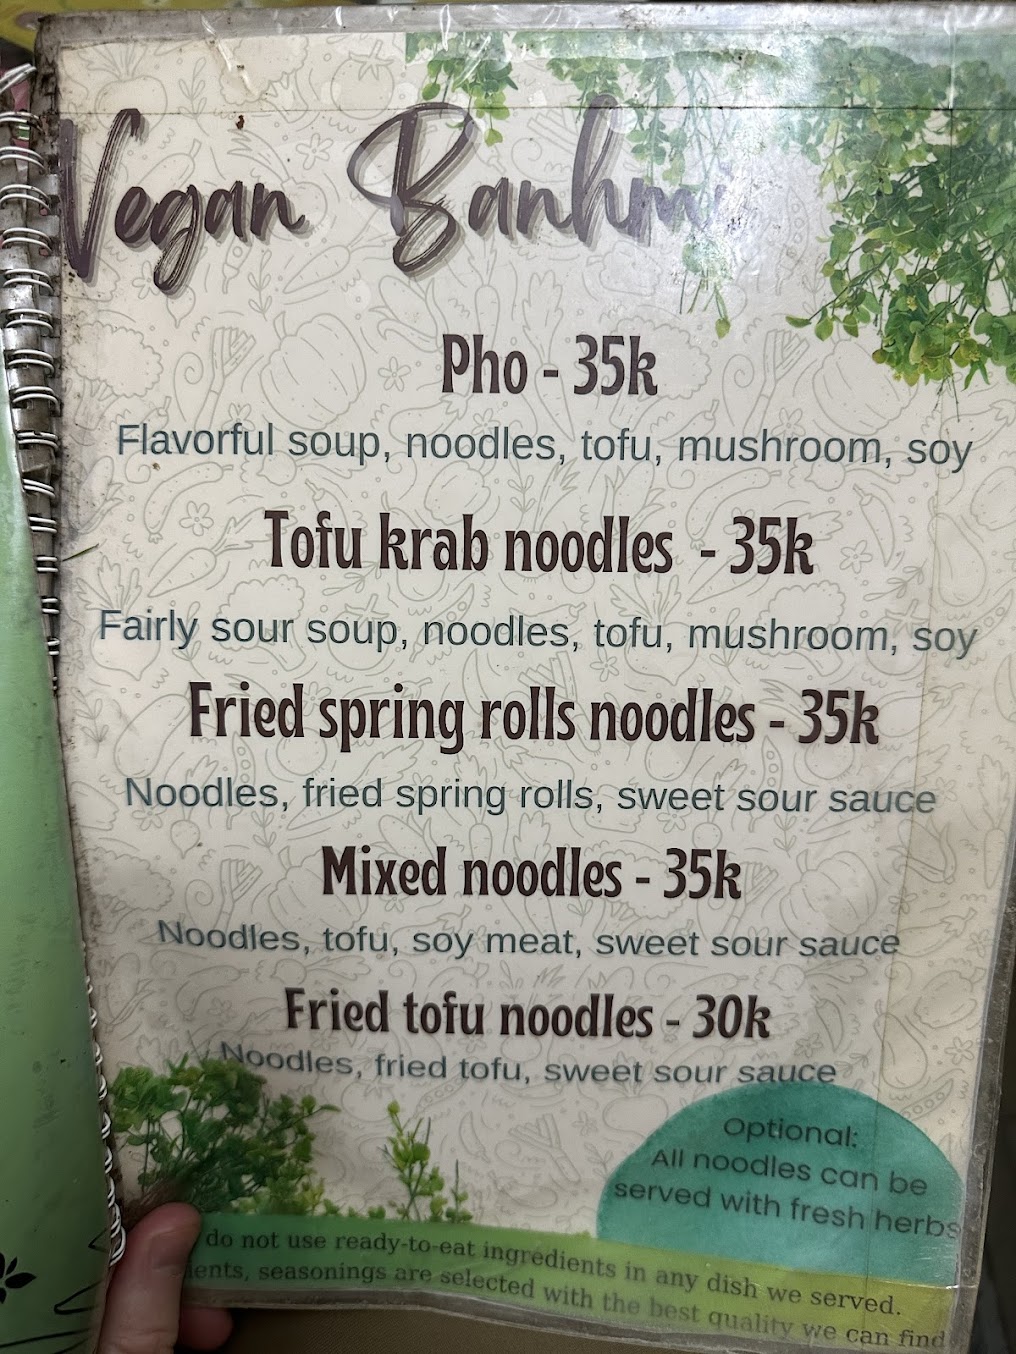 Vegan Banhmi
Pho - 35k
Flavorful soup, noodles, tofu, mushroom, soy
Tofu krab noodles - 35k
Fairly sour soup, noodles, tofu, mushroom, soy
Fried spring rolls noodles - 35k
Noodles, fried spring rolls, sweet sour sauce
Mixed noodles - 35k
Noodles, tofu, soy meat, sweet sour sauce
Fried tofu noodles - 30k
Noodles, fried tofu, sweet sour sauce
Optional:
All noodles can be
served with fresh herbs
do not use ready-to-eat ingredients in any dish we served.
seasonings are selected with the best quality we can find